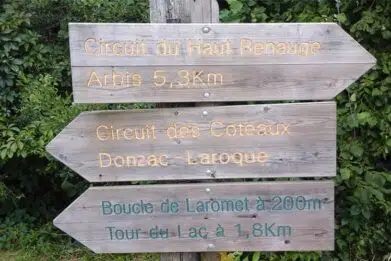 Circuit du Haut Benauge
Arbis 5,3Km
Circuit des Coteaux
Donzac - Laroque
Boucle de Laromet à 200m
Tour du Lac à 1,8Km